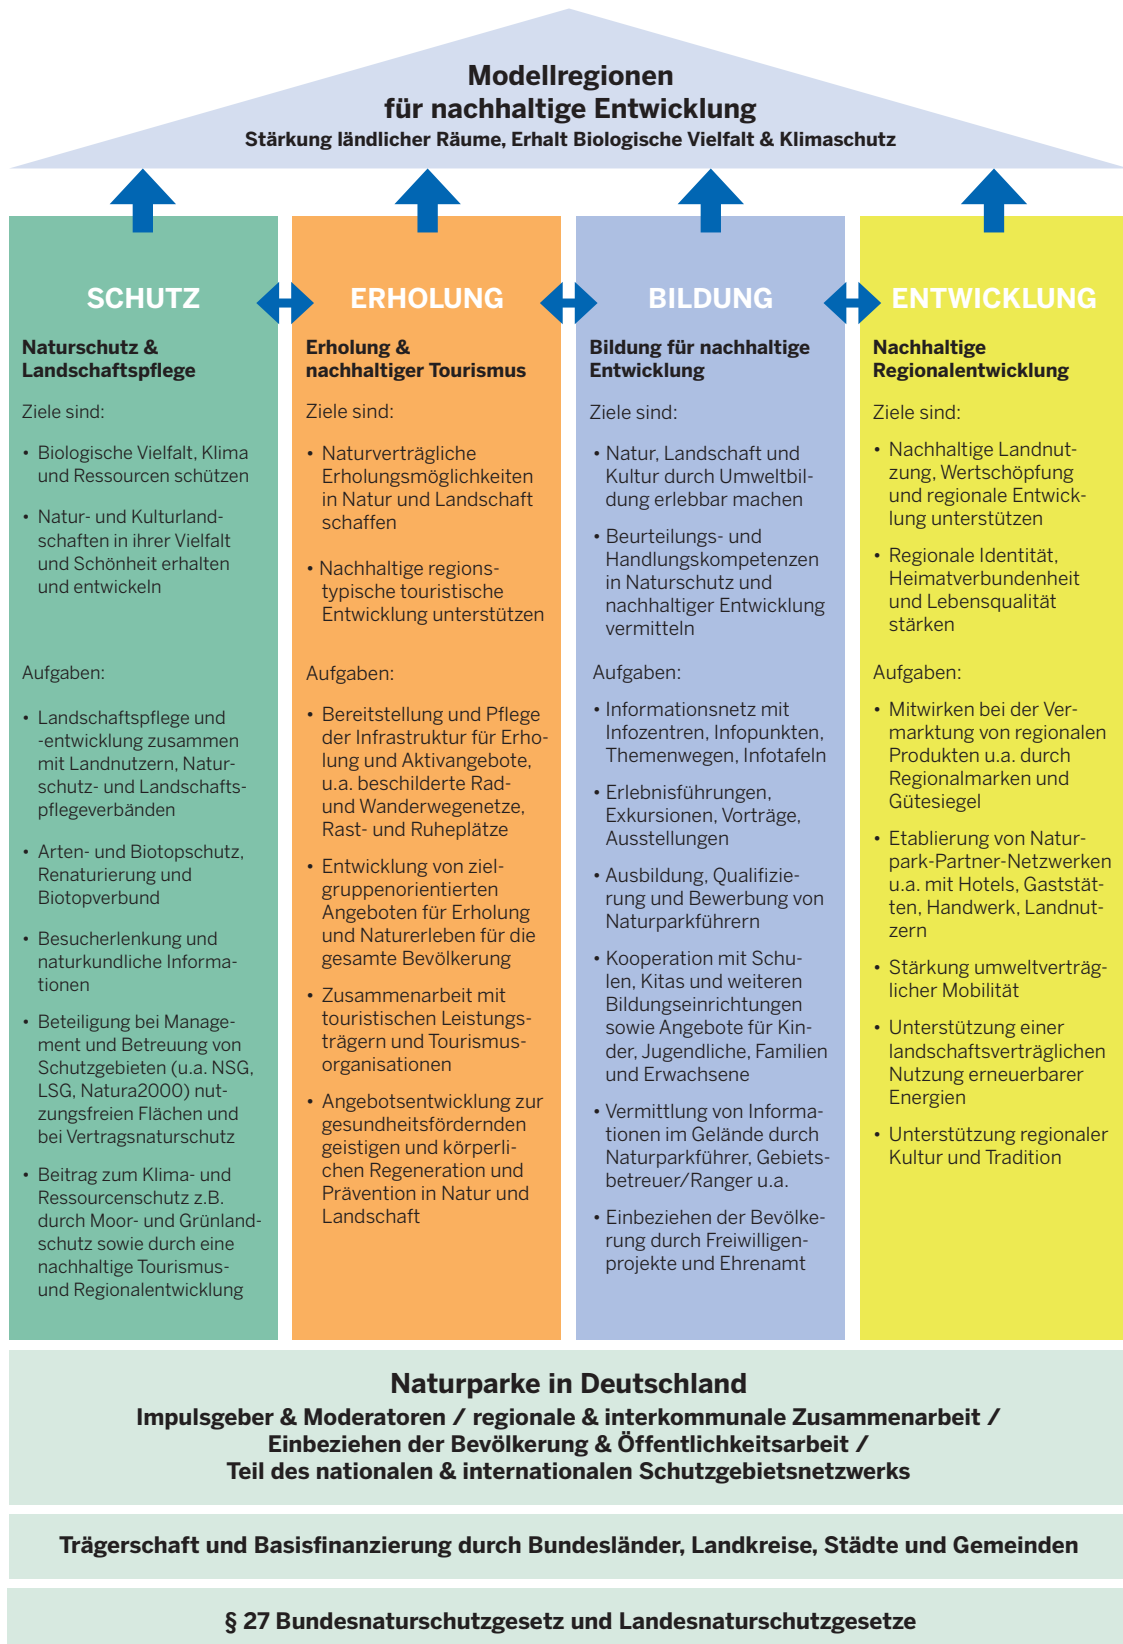 Modellregionen
für nachhaltige Entwicklung
Stärkung ländlicher Räume, Erhalt Biologische Vielfalt & Klimaschutz
SCHUTZ
Naturschutz &
Landschaftspflege
Ziele sind:
• Biologische Vielfalt, Klima
und Ressourcen schützen
• Natur- und Kulturland-
schaften in ihrer Vielfalt
und Schönheit erhalten
und entwickeln
Aufgaben:
• Landschaftspflege und
-entwicklung zusammen
mit Landnutzern, Natur-
schutz- und Landschafts-
pflegeverbänden
• Arten- und Biotopschutz,
Renaturierung und
Biotopverbund
• Besucherlenkung und
naturkundliche Informa-
tionen
• Beteiligung bei Manage-
ment und Betreuung von
Schutzgebieten (u.a. NSG,
LSG, Natura2000) nut-
zungsfreien Flächen und
bei Vertragsnaturschutz
• Beitrag zum Klima- und
Ressourcenschutz z.B.
durch Moor- und Grünland-
schutz sowie durch eine
nachhaltige Tourismus-
und Regionalentwicklung
ERHOLUNG
Erholung &
nachhaltiger Tourismus
Ziele sind:
• Naturverträgliche
Erholungsmöglichkeiten
in Natur und Landschaft
schaffen
• Nachhaltige regions-
typische touristische
Entwicklung unterstützen
Aufgaben:
• Bereitstellung und Pflege
der Infrastruktur für Erho-
lung und Aktivangebote,
u.a. beschilderte Rad-
und Wanderwegenetze,
Rast- und Ruheplätze
• Entwicklung von ziel-
gruppenorientierten
Angeboten für Erholung
und Naturerleben für die
gesamte Bevölkerung
• Zusammenarbeit mit
touristischen Leistungs-
trägern und Tourismus-
organisationen
• Angebotsentwicklung zur
gesundheitsfördernden
geistigen und körperli-
chen Regeneration und
Prävention in Natur und
Landschaft
BILDUNG
Bildung für nachhaltige
Entwicklung
Ziele sind:
• Natur, Landschaft und
Kultur durch Umweltbil-
dung erlebbar machen
• Beurteilungs- und
Handlungskompetenzen
in Naturschutz und
nachhaltiger Entwicklung
vermitteln
Aufgaben:
• Informationsnetz mit
Infozentren, Infopunkten,
Themenwegen, Infotafeln
• Erlebnisführungen,
Exkursionen, Vorträge,
Ausstellungen
• Ausbildung, Qualifizie-
rung und Bewerbung von
Naturparkführern
• Kooperation mit Schu-
len, Kitas und weiteren
Bildungseinrichtungen
sowie Angebote für Kin-
der, Jugendliche, Familien
und Erwachsene
• Vermittlung von Informa-
tionen im Gelände durch
Naturparkführer, Gebiets-
betreuer/Ranger u.a.
• Einbeziehen der Bevölke-
rung durch Freiwilligen-
projekte und Ehrenamt
ENTWICKLUNG
Nachhaltige
Regionalentwicklung
Ziele sind:
• Nachhaltige Landnut-
zung, Wertschöpfung
und regionale Entwick-
lung unterstützen
• Regionale Identität,
Heimatverbundenheit
und Lebensqualität
stärken
Aufgaben:
• Mitwirken bei der Ver-
marktung von regionalen
Produkten u.a. durch
Regionalmarken und
Gütesiegel
• Etablierung von Natur-
park-Partner-Netzwerken
u.a. mit Hotels, Gaststät-
ten, Handwerk, Landnut-
zern
• Stärkung umweltverträg-
licher Mobilität
• Unterstützung einer
landschaftsverträglichen
Nutzung erneuerbarer
Energien
• Unterstützung regionaler
Kultur und Tradition
Naturparke in Deutschland
Impulsgeber & Moderatoren / regionale & interkommunale Zusammenarbeit /
Einbeziehen der Bevölkerung & Öffentlichkeitsarbeit /
Teil des nationalen & internationalen Schutzgebietsnetzwerks
Trägerschaft und Basisfinanzierung durch Bundesländer, Landkreise, Städte und Gemeinden
§ 27 Bundesnaturschutzgesetz und Landesnaturschutzgesetze